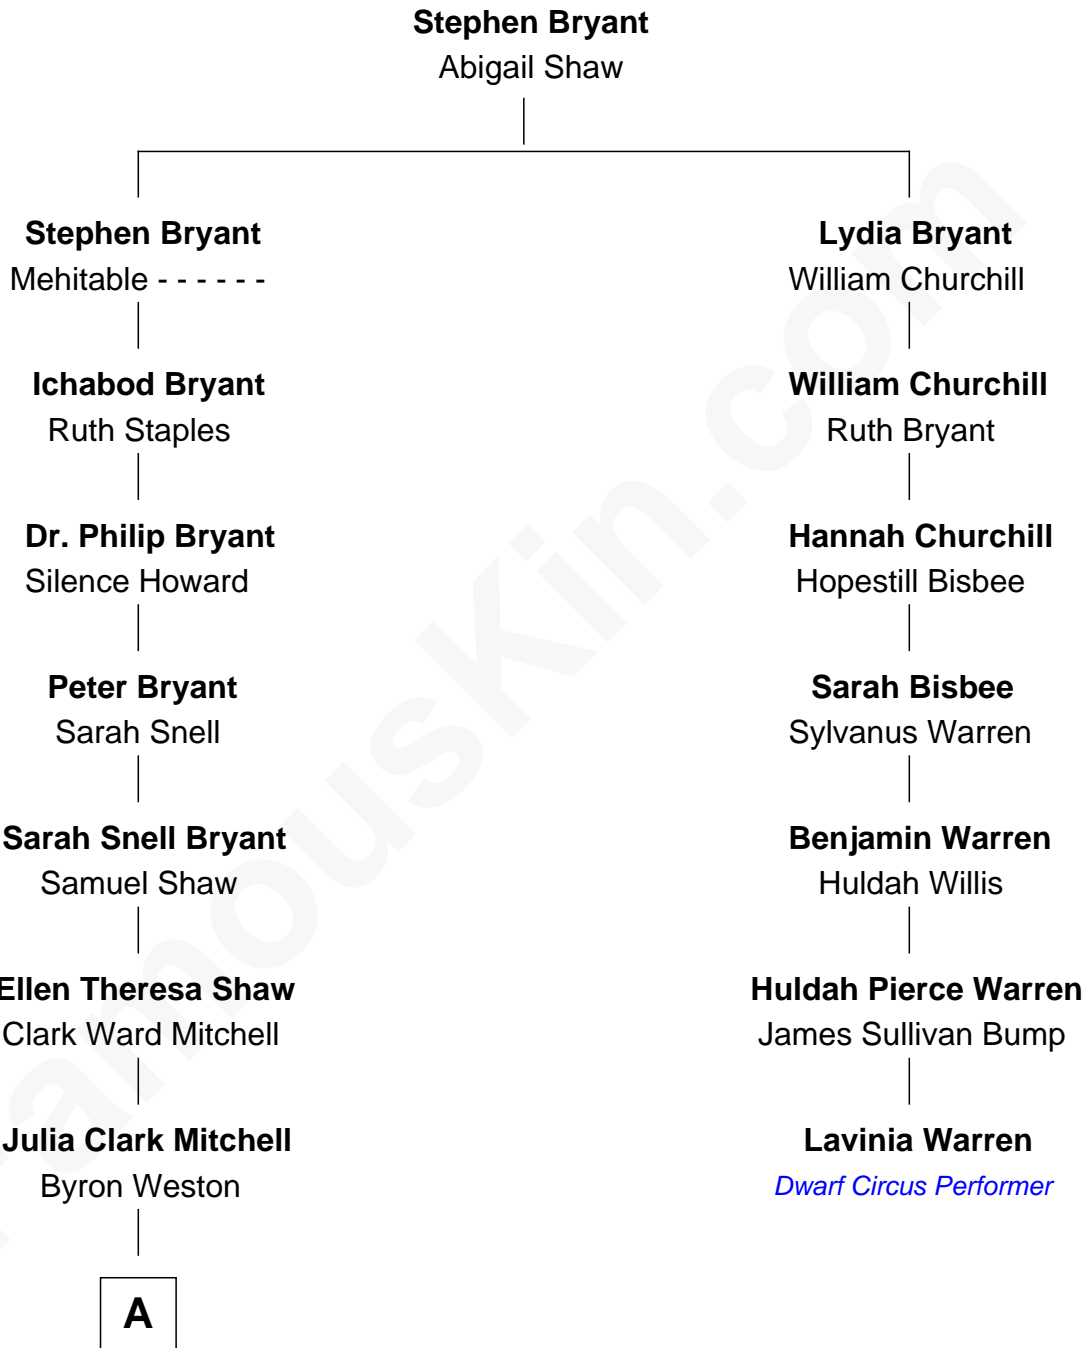 Stephen Bryant
Abigail Shaw
Stephen Bryant
Mehitable - - - - - -
Ichabod Bryant
Ruth Staples
Dr. Philip Bryant
Silence Howard
Peter Bryant
Sarah Snell
Sarah Snell Bryant
Samuel Shaw
Ellen Theresa Shaw
Clark Ward Mitchell
Julia Clark Mitchell
Byron Weston
A
Lydia Bryant
William Churchill
William Churchill
Ruth Bryant
Hannah Churchill
Hopestill Bisbee
Sarah Bisbee
Sylvanus Warren
Benjamin Warren
Huldah Willis
Huldah Pierce Warren
James Sullivan Bump
Lavinia Warren
Dwarf Circus Performer
FamousKin.com